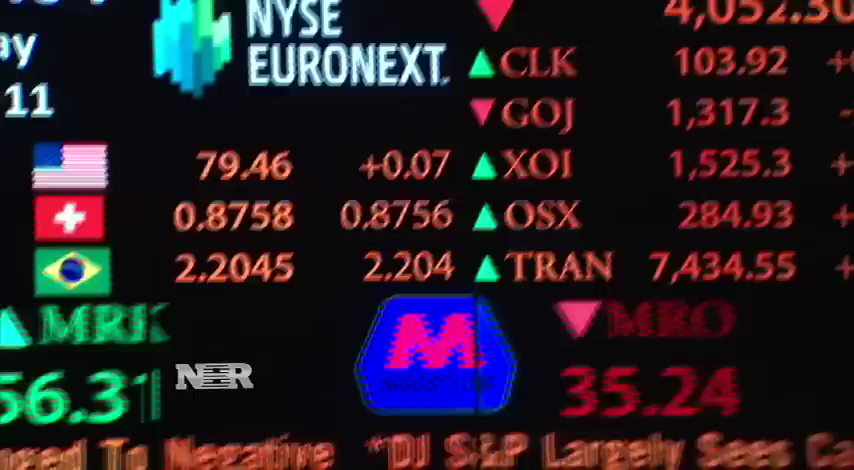 NYSE
EURONEXT.
ay
11
4,052.30
CLK 103.92 +
GOJ 1,317.3 -
XOI 1,525.3 +
OSX 284.93 +
TRAN 7,434.55 +
79.46 +0.07
0.8758 0.8756
2.2045 2.204
MRK
56.31
NBR
M
MRO
35.24
To Negative *DJ S&P Largely Sees Ca